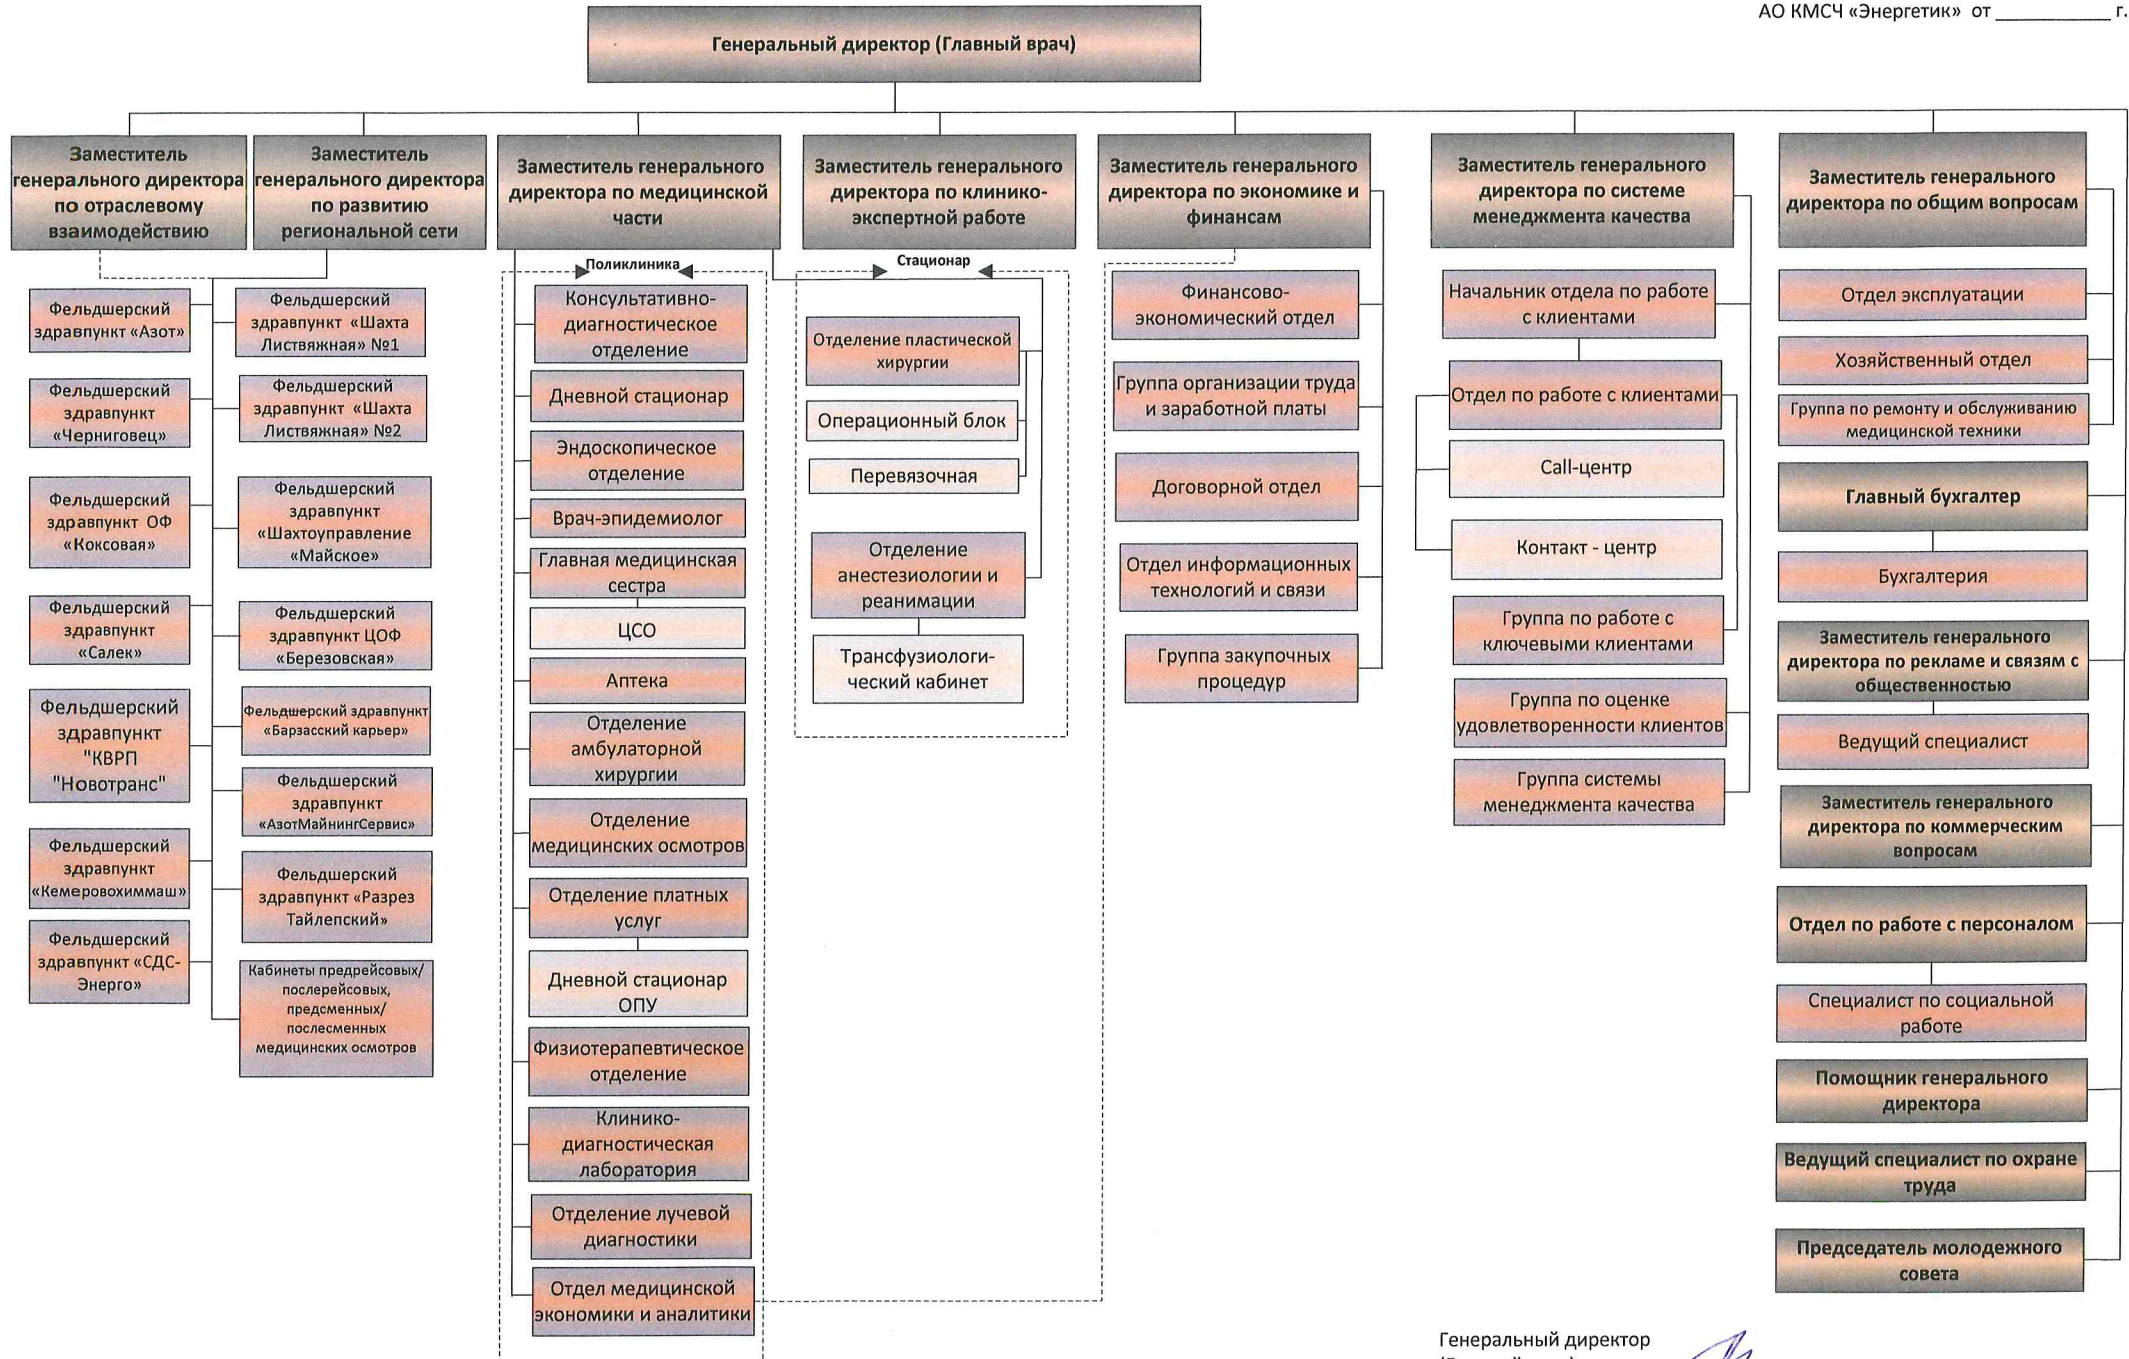 АО КМСЧ «Энергетик» от ____________ г.
Генеральный директор (Главный врач)
Заместитель
генерального директора
по отраслевому
взаимодействию
Заместитель
генерального директора
по развитию
региональной сети
Заместитель генерального
директора по медицинской
части
Заместитель генерального
директора по клинико-
экспертной работе
Заместитель генерального
директора по экономике и
финансам
Заместитель генерального
директора по системе
менеджмента качества
Заместитель генерального
директора по общим вопросам
Фельдшерский
здравпункт «Азот»
Фельдшерский
здравпункт
«Черниговец»
Фельдшерский
здравпункт ОФ
«Коксовая»
Фельдшерский
здравпункт
«Салек»
Фельдшерский
здравпункт
"КВРП
"Новотранс"
Фельдшерский
здравпункт
«Кемеровохиммаш»
Фельдшерский
здравпункт «СДС-
Энерго»
Фельдшерский
здравпункт «Шахта
Листвяжная» №1
Фельдшерский
здравпункт «Шахта
Листвяжная» №2
Фельдшерский
здравпункт
«Шахтоуправление
«Майское»
Фельдшерский
здравпункт ЦОФ
«Березовская»
Фельдшерский здравпункт
«Барзасский карьер»
Фельдшерский
здравпункт
«АзотМайнингСервис»
Фельдшерский
здравпункт «Разрез
Тайлепский»
Кабинеты предрейсовых/
послерейсовых,
предсменных/
послесменных
медицинских осмотров
Поликлиника
Консультативно-
диагностическое
отделение
Дневной стационар
Эндоскопическое
отделение
Врач-эпидемиолог
Главная медицинская
сестра
ЦСО
Аптека
Отделение
амбулаторной
хирургии
Отделение
медицинских осмотров
Отделение платных
услуг
Дневной стационар
ОПУ
Физиотерапевтическое
отделение
Клинико-
диагностическая
лаборатория
Отделение лучевой
диагностики
Отдел медицинской
экономики и аналитики
Стационар
Отделение пластической
хирургии
Операционный блок
Перевязочная
Отделение
анестезиологии и
реанимации
Трансфузиологи-
ческий кабинет
Финансово-
экономический отдел
Группа организации труда
и заработной платы
Договорной отдел
Отдел информационных
технологий и связи
Группа закупочных
процедур
Начальник отдела по работе
с клиентами
Отдел по работе с клиентами
Call-центр
Контакт - центр
Группа по работе с
ключевыми клиентами
Группа по оценке
удовлетворенности клиентов
Группа системы
менеджмента качества
Отдел эксплуатации
Хозяйственный отдел
Группа по ремонту и обслуживанию
медицинской техники
Главный бухгалтер
Бухгалтерия
Заместитель генерального
директора по рекламе и связям с
общественностью
Ведущий специалист
Заместитель генерального
директора по коммерческим
вопросам
Отдел по работе с персоналом
Специалист по социальной
работе
Помощник генерального
директора
Ведущий специалист по охране
труда
Председатель молодежного
совета
Генеральный директор